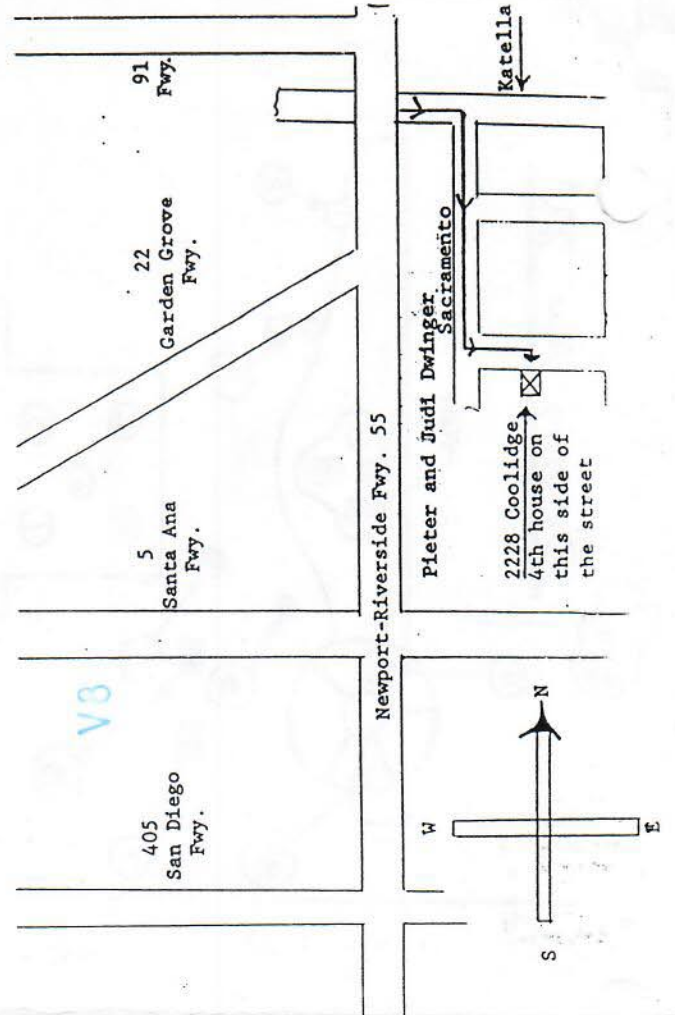 91
Fwy.
22
Garden Grove
Fwy.
5
Santa Ana
Fwy.
405
San Diego
Fwy.
V3
Newport-Riverside Fwy. 55
Katella
Pieter and Judi Dwinger
Sacramento
2228 Coolidge
4th house on
this side of
the street
N
W
E
S